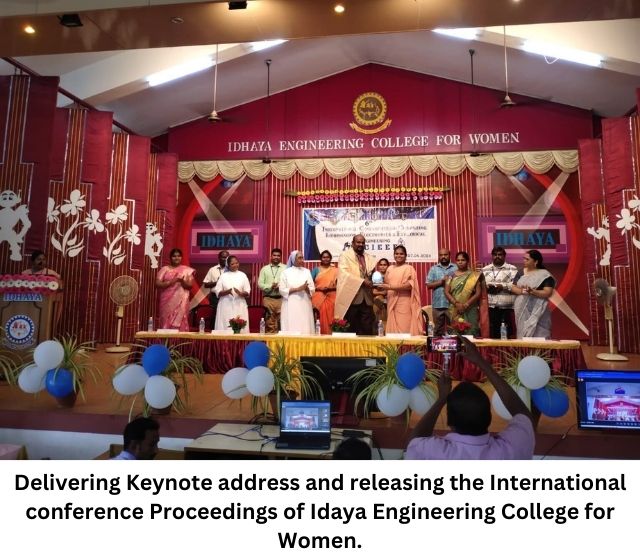 IDHAYA ENGINEERING COLLEGE FOR WOMEN
IDHAYA
IDHAYA
IDHAYA
Delivering Keynote address and releasing the International
conference Proceedings of Idaya Engineering College for
Women.